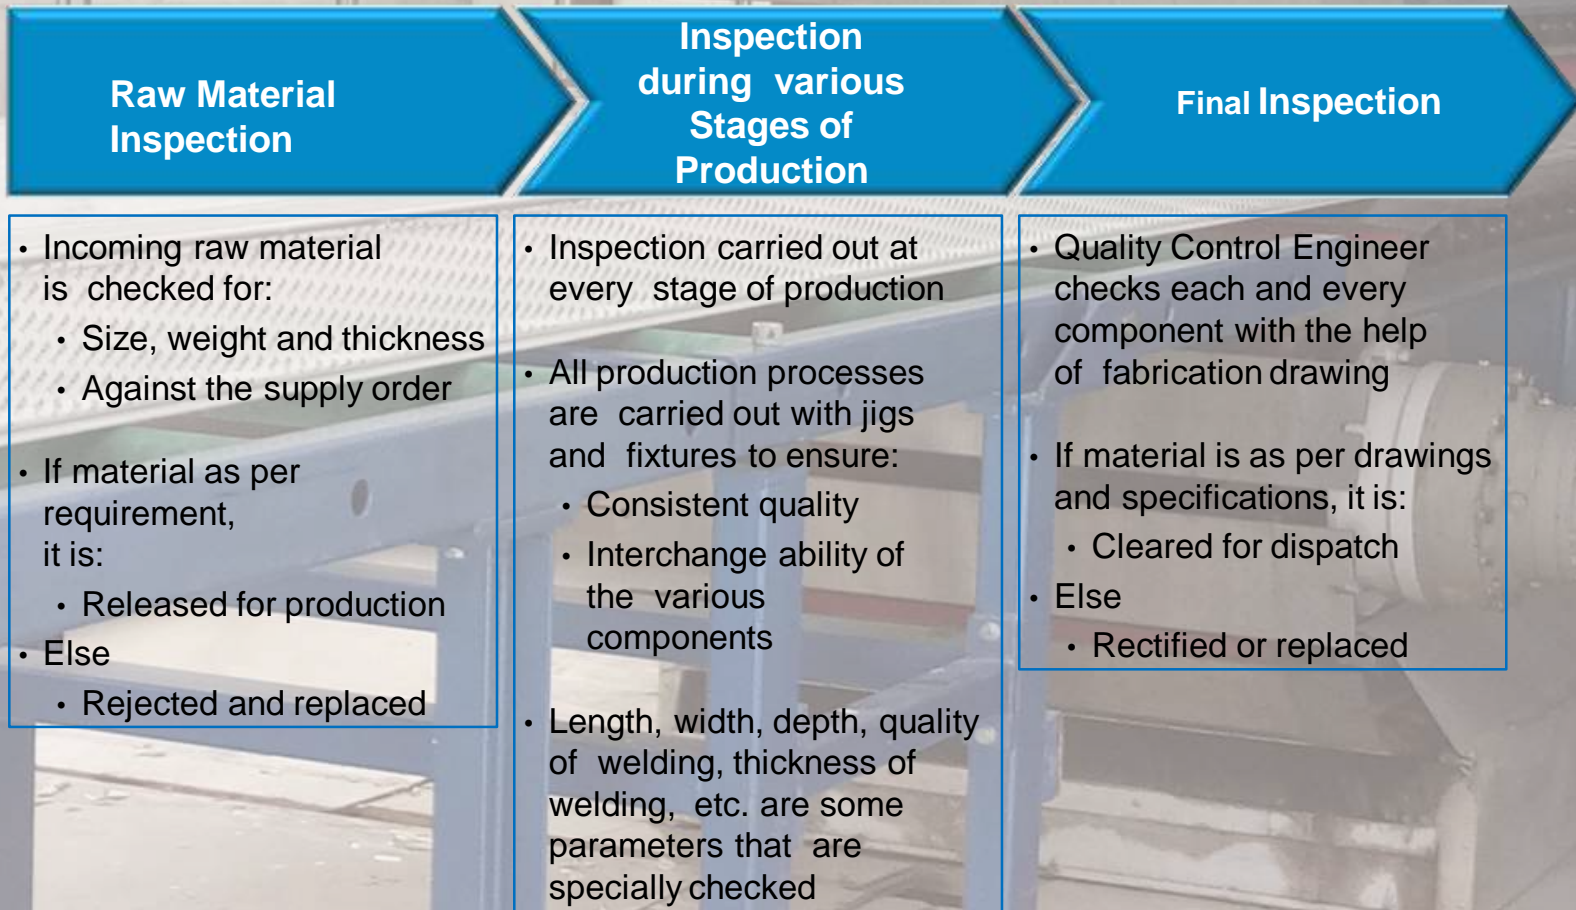 Raw Material
Inspection
Inspection
during various
Stages of
Production
Final Inspection
• Incoming raw material
is checked for:
• Size, weight and thickness
• Against the supply order
• If material as per
requirement,
it is:
• Released for production
• Else
• Rejected and replaced
• Inspection carried out at
every stage of production
• All production processes
are carried out with jigs
and fixtures to ensure:
• Consistent quality
• Interchange ability of
the various
components
• Length, width, depth, quality
of welding, thickness of
welding, etc. are some
parameters that are
specially checked
• Quality Control Engineer
checks each and every
component with the help
of fabrication drawing
• If material is as per drawings
and specifications, it is:
• Cleared for dispatch
• Else
• Rectified or replaced